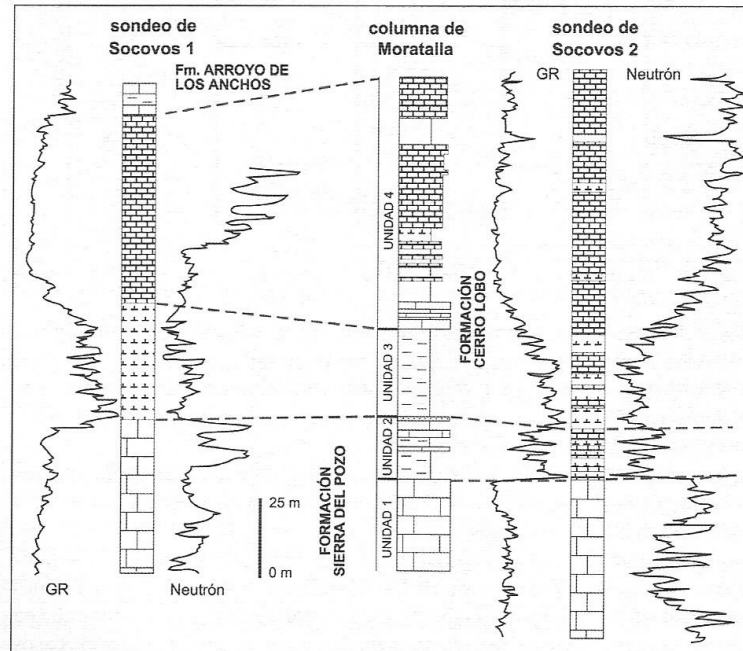 sondeo de
Socovos 1
Fm. ARROYO DE
LOS ANCHOS
columna de
Moratalla
sondeo de
Socovos 2
GR
Neutrón
UNIDAD 4
FORMACIÓN
CERRO LOBO
UNIDAD 3
UNIDAD 2
FORMACIÓN
SIERRA DEL POZO
UNIDAD 1
25 m
0 m
GR
Neutrón